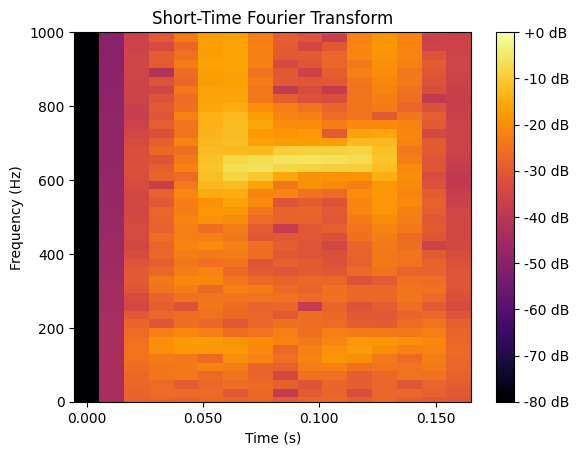 Short-Time Fourier Transform
1000
800
600
400
200
0
Frequency (Hz)
0.000
0.050
0.100
0.150
Time (s)
+0 dB
-10 dB
-20 dB
-30 dB
-40 dB
-50 dB
-60 dB
-70 dB
-80 dB